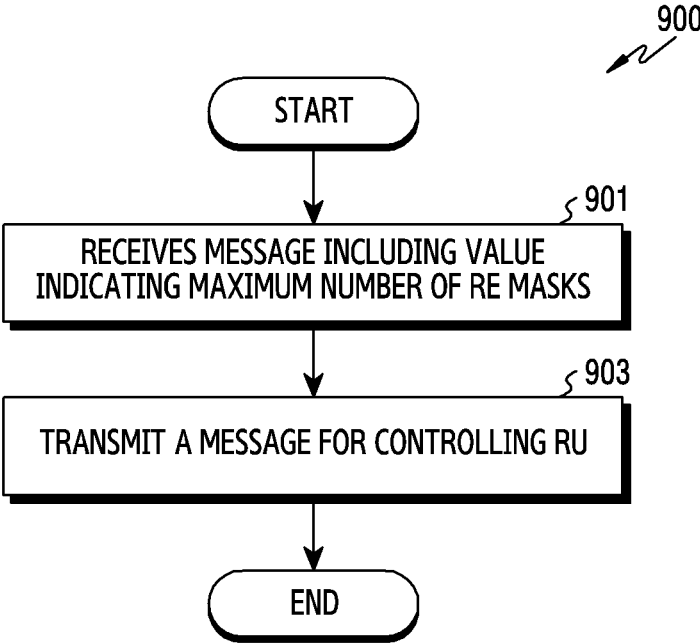 900
START
901
RECEIVES MESSAGE INCLUDING VALUE
INDICATING MAXIMUM NUMBER OF RE MASKS
903
TRANSMIT A MESSAGE FOR CONTROLLING RU
END